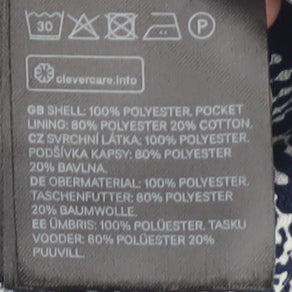 30 P
clevercare.info
GB SHELL: 100% POLYESTER. POCKET
LINING: 80% POLYESTER 20% COTTON.
CZ SVRCHNÍ LÁTKA: 100% POLYESTER.
PODŠÍVKA KAPSY: 80% POLYESTER
20% BAVLNA.
DE OBERMATERIAL: 100% POLYESTER.
TASCHENFUTTER: 80% POLYESTER
20% BAUMWOLLE.
EE ÜMBRIS: 100% POLÜESTER. TASKU
VOODER: 80% POLÜESTER 20%
PUUVILL.